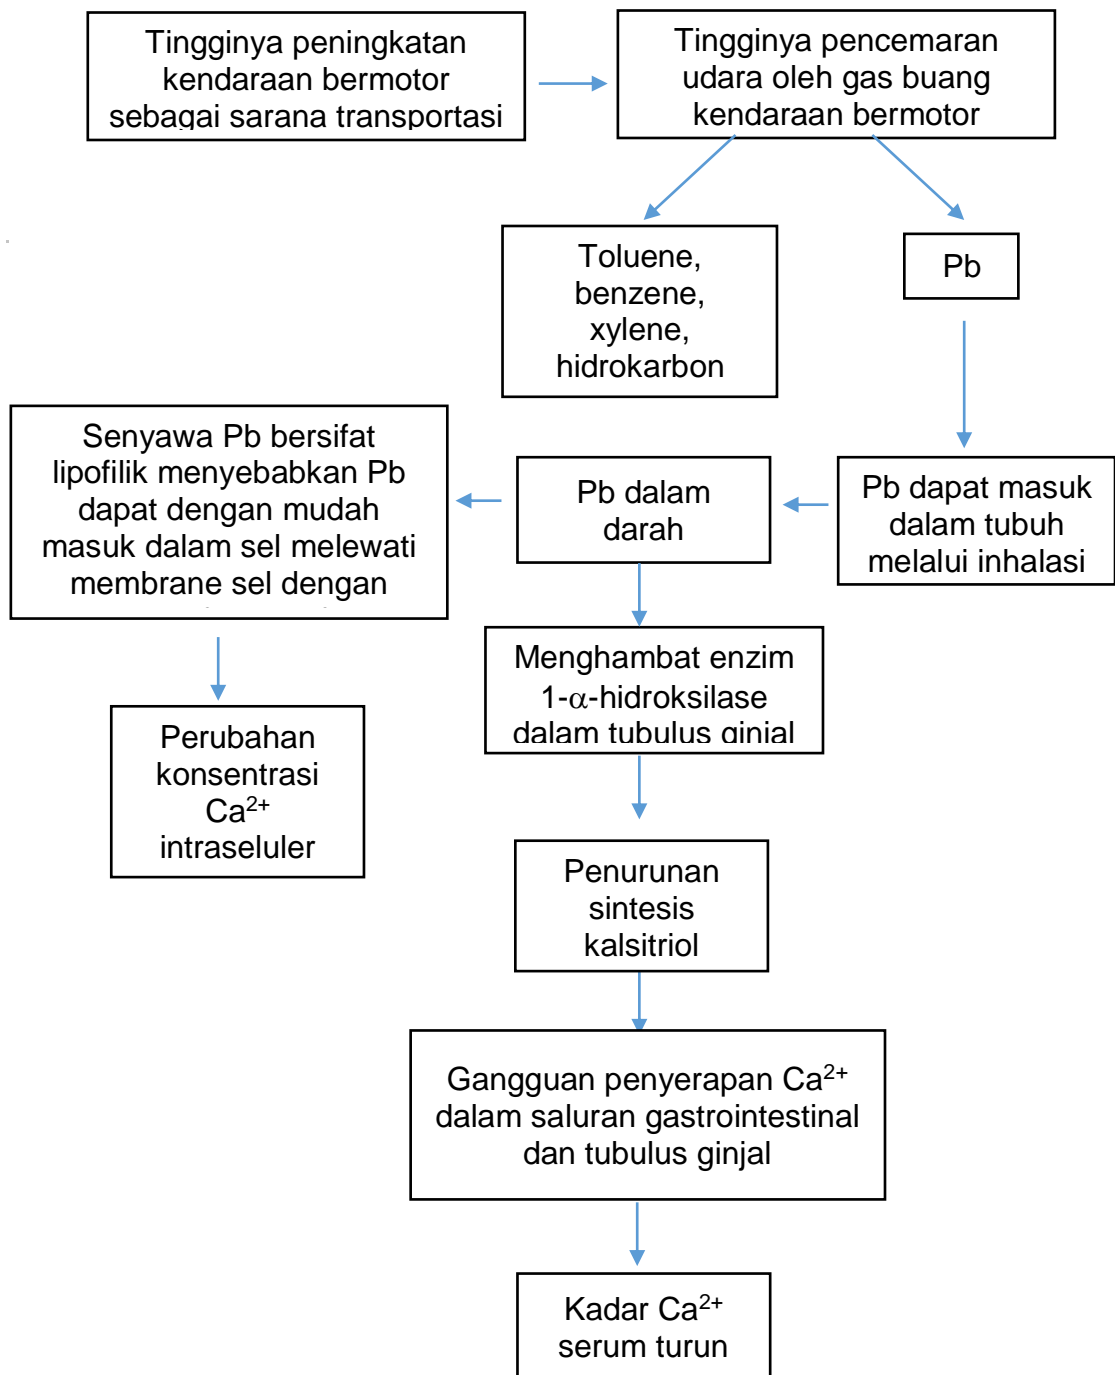 Tingginya peningkatan
kendaraan bermotor
sebagai sarana transportasi
Tingginya pencemaran
udara oleh gas buang
kendaraan bermotor
Toluene,
benzene,
xylene,
hidrokarbon
Pb
Senyawa Pb bersifat
lipofilik menyebabkan Pb
dapat dengan mudah
masuk dalam sel melewati
membrane sel dengan
Pb dalam
darah
Pb dapat masuk
dalam tubuh
melalui inhalasi
Menghambat enzim
1-α-hidroksilase
dalam tubulus ginjal
Perubahan
konsentrasi
Ca²⁺
intraseluler
Penurunan
sintesis
kalsitriol
Gangguan penyerapan Ca²⁺
dalam saluran gastrointestinal
dan tubulus ginjal
Kadar Ca²⁺
serum turun